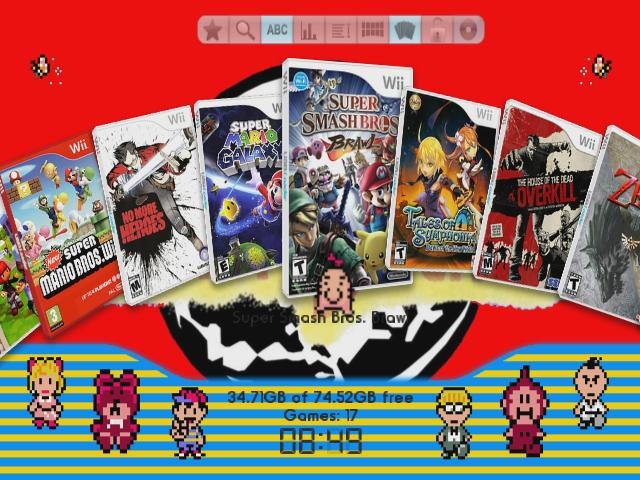 ABC
Wii
NEW SUPER
MARIO BROS. Wii
3
Wii
NO MORE
HEROES
M
SUPER
MARIO
GALAXY
E
Wii
SUPER
SMASH BROS.
BRAWL
T
Wii
TALES OF
SYMPHONIA
T
Wii
THE HOUSE OF THE DEAD
OVERKILL
M
SEGA
T
Super Smash Bros. Brawl
34.71GB of 74.52GB free
Games: 17
08:49